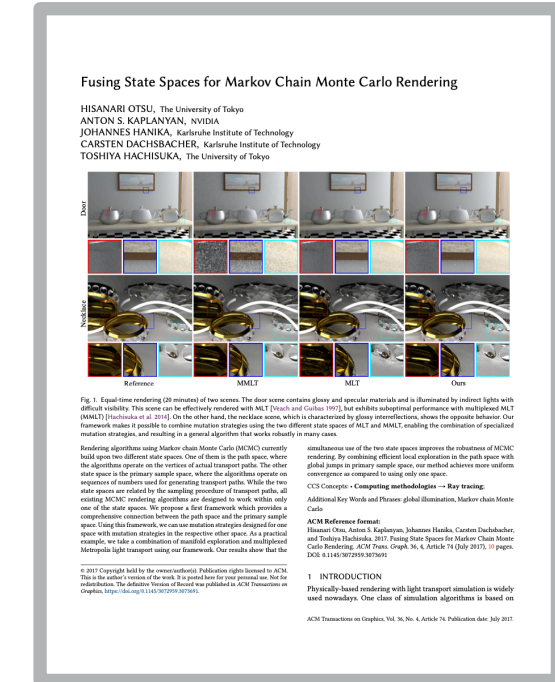 Fusing State Spaces for Markov Chain Monte Carlo Rendering
HISANARI OTSU, The University of Tokyo
ANTON S. KAPLANYAN, NVIDIA
JOHANNES HANIKA, Karlsruhe Institute of Technology
CARSTEN DACHSBACHER, Karlsruhe Institute of Technology
TOSHIYA HACHISUKA, The University of Tokyo
Door
Necklace
Reference MMLT MLT Ours
Fig. 1. Equal-time rendering (20 minutes) of two scenes. The door scene contains glossy and specular materials and is illuminated by indirect lights with
difficult visibility. This scene can be effectively rendered with MLT [Veach and Guibas 1997], but exhibits suboptimal performance with multiplexed MLT
(MMLT) [Hachisuka et al. 2014]. On the other hand, the necklace scene, which is characterized by glossy interreflections, shows the opposite behavior. Our
framework makes it possible to combine mutation strategies using the two different state spaces of MLT and MMLT, enabling the combination of specialized
mutation strategies, and resulting in a general algorithm that works robustly in many cases.
Rendering algorithms using Markov chain Monte Carlo (MCMC) currently
build upon two different state spaces. One of them is the path space, where
the algorithms operate on the vertices of actual transport paths. The other
state space is the primary sample space, where the algorithms operate on
sequences of numbers used for generating transport paths. While the two
state spaces are related by the sampling procedure of transport paths, all
existing MCMC rendering algorithms are designed to work within only
one of the state spaces. We propose a first framework which provides a
comprehensive connection between the path space and the primary sample
space. Using this framework, we can use mutation strategies designed for one
space with mutation strategies in the respective other space. As a practical
example, we take a combination of manifold exploration and multiplexed
Metropolis light transport using our framework. Our results show that the
© 2017 Copyright held by the owner/author(s). Publication rights licensed to ACM.
This is the author's version of the work. It is posted here for your personal use. Not for
redistribution. The definitive Version of Record was published in ACM Transactions on
Graphics, https://doi.org/10.1145/3072959.3073691.
simultaneous use of the two state spaces improves the robustness of MCMC
rendering. By combining efficient local exploration in the path space with
global jumps in primary sample space, our method achieves more uniform
convergence as compared to using only one space.
CCS Concepts: • Computing methodologies → Ray tracing;
Additional Key Words and Phrases: global illumination, Markov chain Monte
Carlo
ACM Reference format:
Hisanari Otsu, Anton S. Kaplanyan, Johannes Hanika, Carsten Dachsbacher,
and Toshiya Hachisuka. 2017. Fusing State Spaces for Markov Chain Monte
Carlo Rendering. ACM Trans. Graph. 36, 4, Article 74 (July 2017), 10 pages.
DOI: 0.1145/3072959.3073691
1 INTRODUCTION
Physically-based rendering with light transport simulation is widely
used nowadays. One class of simulation algorithms is based on
ACM Transactions on Graphics, Vol. 36, No. 4, Article 74. Publication date: July 2017.